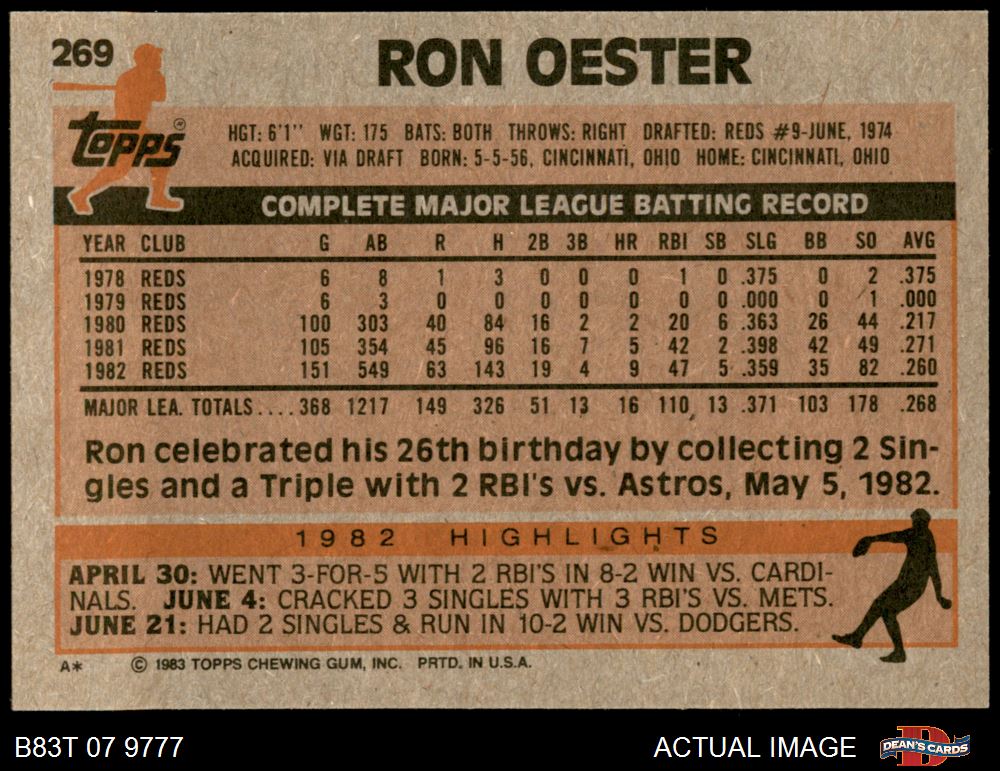 269
RON OESTER
topps®
HGT: 6'1'' WGT: 175 BATS: BOTH THROWS: RIGHT DRAFTED: REDS #9-JUNE, 1974
ACQUIRED: VIA DRAFT BORN: 5-5-56, CINCINNATI, OHIO HOME: CINCINNATI, OHIO
COMPLETE MAJOR LEAGUE BATTING RECORD
YEAR CLUB G AB R H 2B 3B HR RBI SB SLG BB SO AVG
1978 REDS 6 8 1 3 0 0 0 1 0 .375 0 2 .375
1979 REDS 6 3 0 0 0 0 0 0 0 .000 0 1 .000
1980 REDS 100 303 40 84 16 2 2 20 6 .363 26 44 .217
1981 REDS 105 354 45 96 16 7 5 42 2 .398 42 49 .271
1982 REDS 151 549 63 143 19 4 9 47 5 .359 35 82 .260
MAJOR LEA. TOTALS....368 1217 149 326 51 13 16 110 13 .371 103 178 .268
Ron celebrated his 26th birthday by collecting 2 Sin-
gles and a Triple with 2 RBI's vs. Astros, May 5, 1982.
1982 HIGHLIGHTS
APRIL 30: WENT 3-FOR-5 WITH 2 RBI'S IN 8-2 WIN VS. CARDI-
NALS. JUNE 4: CRACKED 3 SINGLES WITH 3 RBI'S VS. METS.
JUNE 21: HAD 2 SINGLES & RUN IN 10-2 WIN VS. DODGERS.
A* © 1983 TOPPS CHEWING GUM, INC. PRTD. IN U.S.A.
B83T 07 9777 ACTUAL IMAGE DEAN'S CARDS